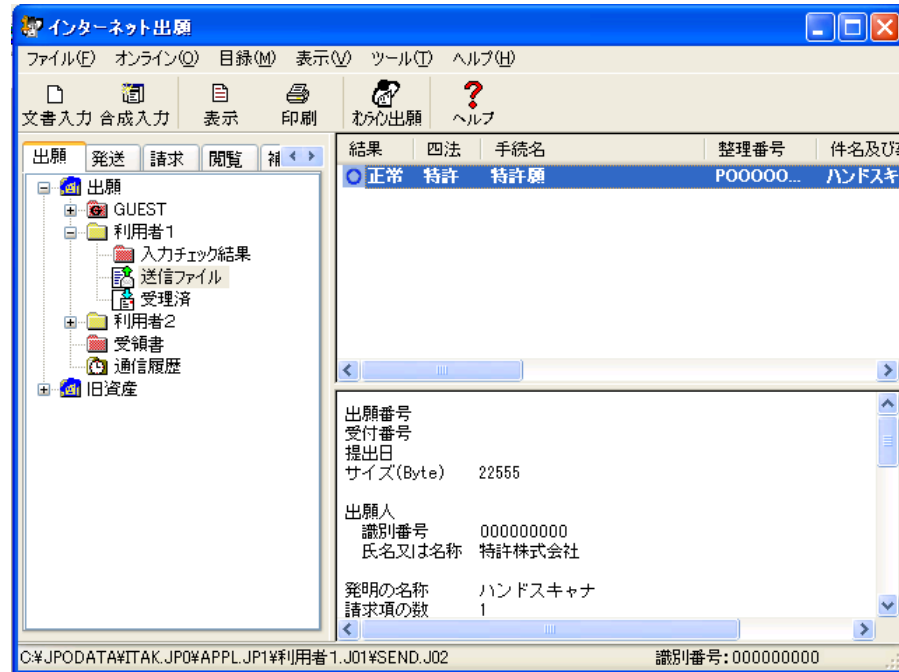 インターネット出願
ファイル(F) オンライン(O) 目録(M) 表示(V) ツール(T) ヘルプ(H)
文書入力 合成入力 表示 印刷 オンライン出願 ヘルプ
出願 発送 請求 閲覧
出願
GUEST
利用者1
入力チェック結果
送信ファイル
受理済
利用者2
受領書
通信履歴
旧資産
結果 四法 手続名 整理番号 件名及び
正常 特許 特許願 P00000... ハンドスキ
出願番号
受付番号
提出日
サイズ(Byte) 22555
出願人
識別番号 000000000
氏名又は名称 特許株式会社
発明の名称 ハンドスキャナ
請求項の数 1
C:¥JPODATA¥ITAK.JP0¥APPL.JP1¥利用者1.J01¥SEND.J02 識別番号:000000000